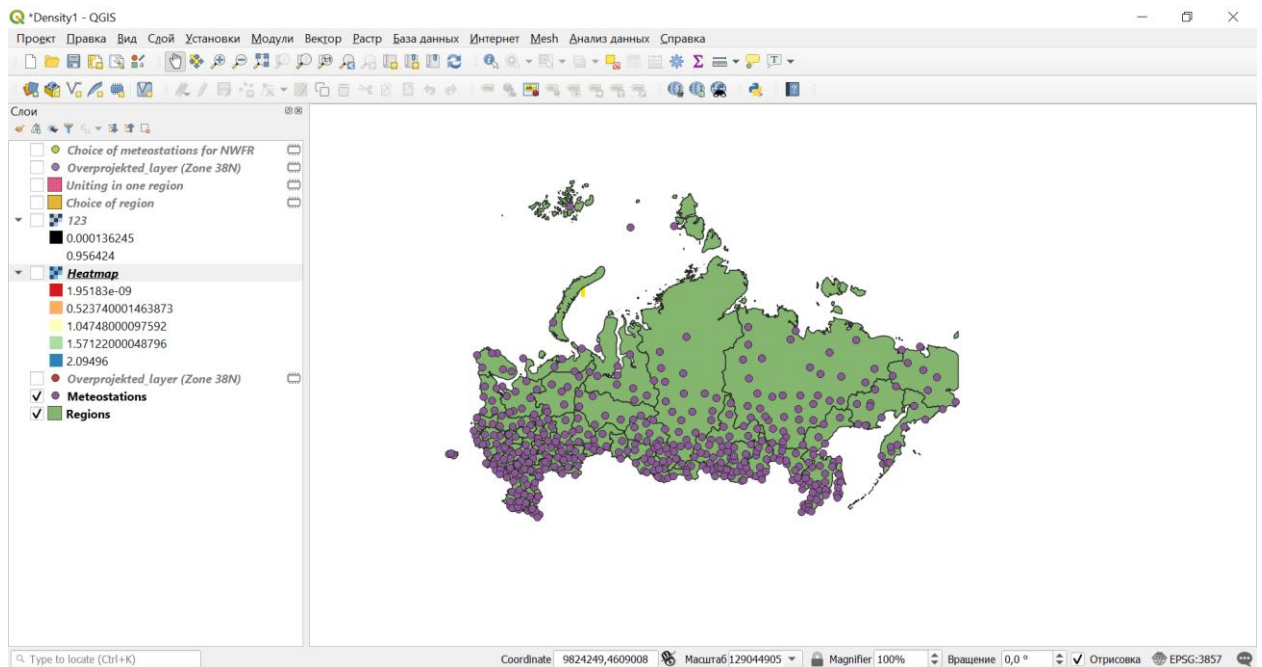 *Density1 - QGIS
Проект Правка Вид Слой Установки Модули Вектор Растр База данных Интернет Mesh Анализ данных Справка
Слои
Choice of meteostations for NWFR
Overprojekted_layer (Zone 38N)
Uniting in one region
Choice of region
123
0.000136245
0.956424
Heatmap
1.95183e-09
0.523740001463873
1.04748000097592
1.57122000048796
2.09496
Overprojekted_layer (Zone 38N)
Meteostations
Regions
Type to locate (Ctrl+K) Coordinate 9824249,4609008 Масштаб 129044905 Magnifier 100% Вращение 0,0 ° Отрисовка EPSG:3857